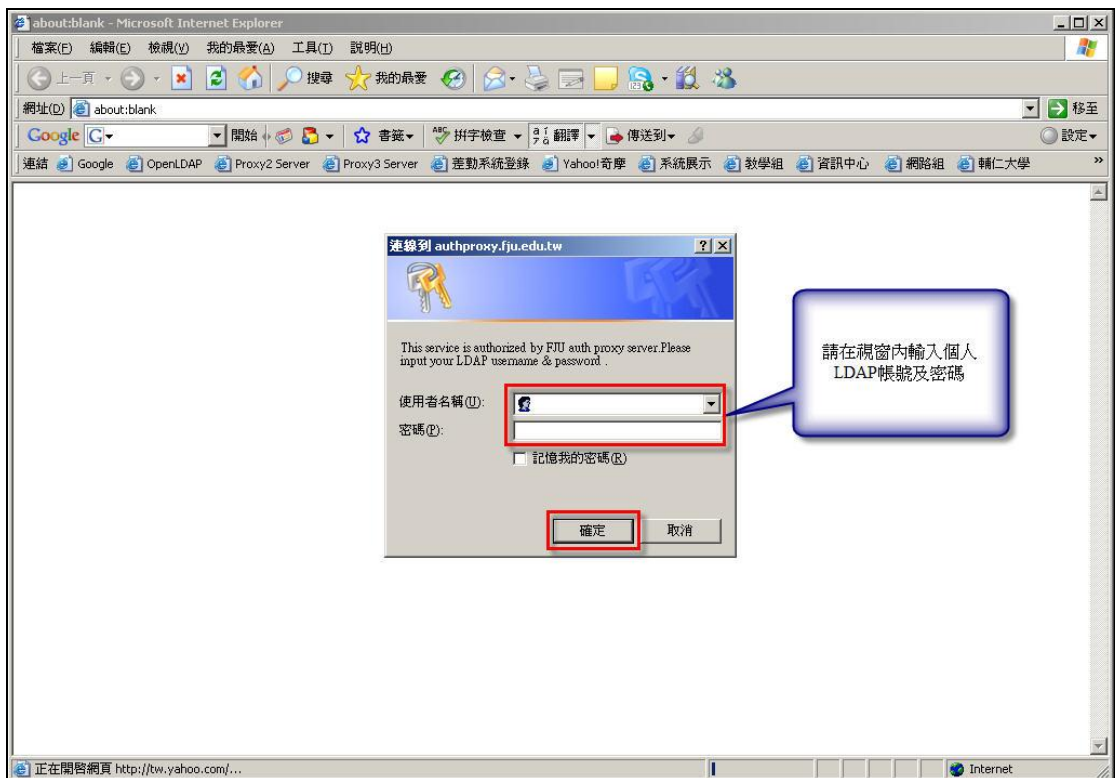 about:blank - Microsoft Internet Explorer
檔案(F) 編輯(E) 檢視(V) 我的最愛(A) 工具(T) 說明(H)
上一頁 搜尋 我的最愛
網址(D) about:blank 移至
Google G 開始 書籤 ABC 拼字檢查 翻譯 傳送到 設定
連結 Google OpenLDAP Proxy2 Server Proxy3 Server 差勤系統登錄 Yahoo!奇摩 系統展示 教學組 資訊中心 網路組 輔仁大學 »
連線到 authproxy.fju.edu.tw
This service is authorized by FJU auth proxy server.Please
input your LDAP username & password .
使用者名稱(U):
密碼(P):
記憶我的密碼(R)
確定 取消
請在視窗內輸入個人
LDAP帳號及密碼
正在開啓網頁 http://tw.yahoo.com/... Internet